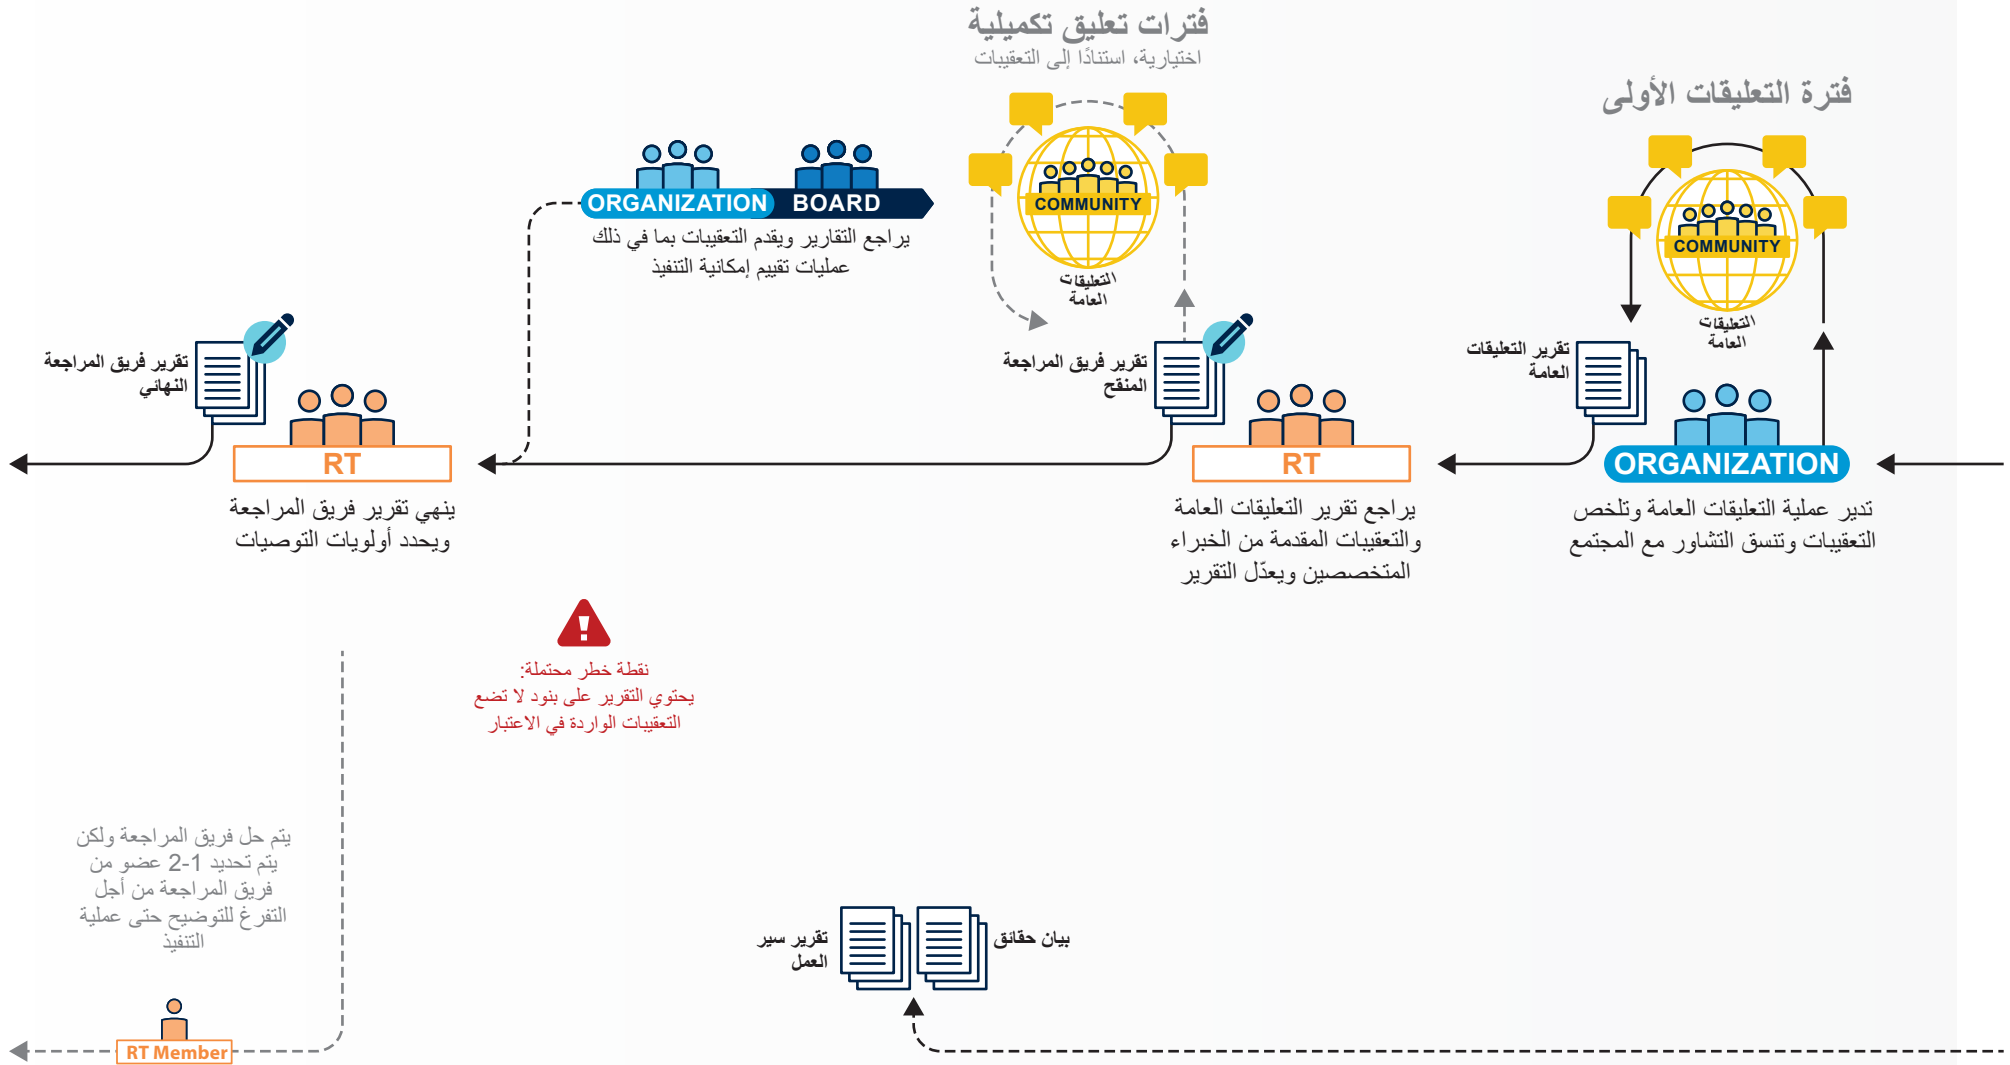 فترة التعليقات الأولى
COMMUNITY
التعليقات
العامة
تقرير التعليقات
العامة
ORGANIZATION
تدير عملية التعليقات العامة وتلخص
التعقيبات وتنسق التشاور مع المجتمع
فترات تعليق تكميلية
اختيارية، استنادًا إلى التعقيبات
COMMUNITY
التعليقات
العامة
تقرير فريق المراجعة
المنقح
RT
يراجع تقرير التعليقات العامة
والتعقيبات المقدمة من الخبراء
المتخصصين ويعدّل التقرير
ORGANIZATION
BOARD
يراجع التقارير ويقدم التعقيبات بما في ذلك
عمليات تقييم إمكانية التنفيذ
تقرير فريق المراجعة
النهائي
RT
ينهي تقرير فريق المراجعة
ويحدد أولويات التوصيات
نقطة خطر محتملة:
يحتوي التقرير على بنود لا تضع
التعقيبات الواردة في الاعتبار
بيان حقائق
تقرير سير
العمل
يتم حل فريق المراجعة ولكن
يتم تحديد 1-2 عضو من
فريق المراجعة من أجل
التفرغ للتوضيح حتى عملية
التنفيذ
RT Member